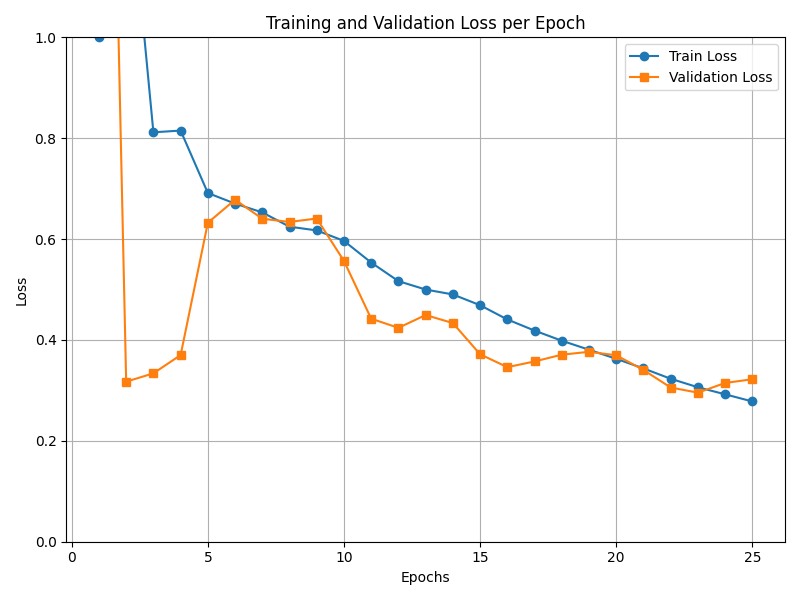 Training and Validation Loss per Epoch
Train Loss
Validation Loss
1.0
0.8
0.6
0.4
0.2
0.0
Loss
0 5 10 15 20 25
Epochs